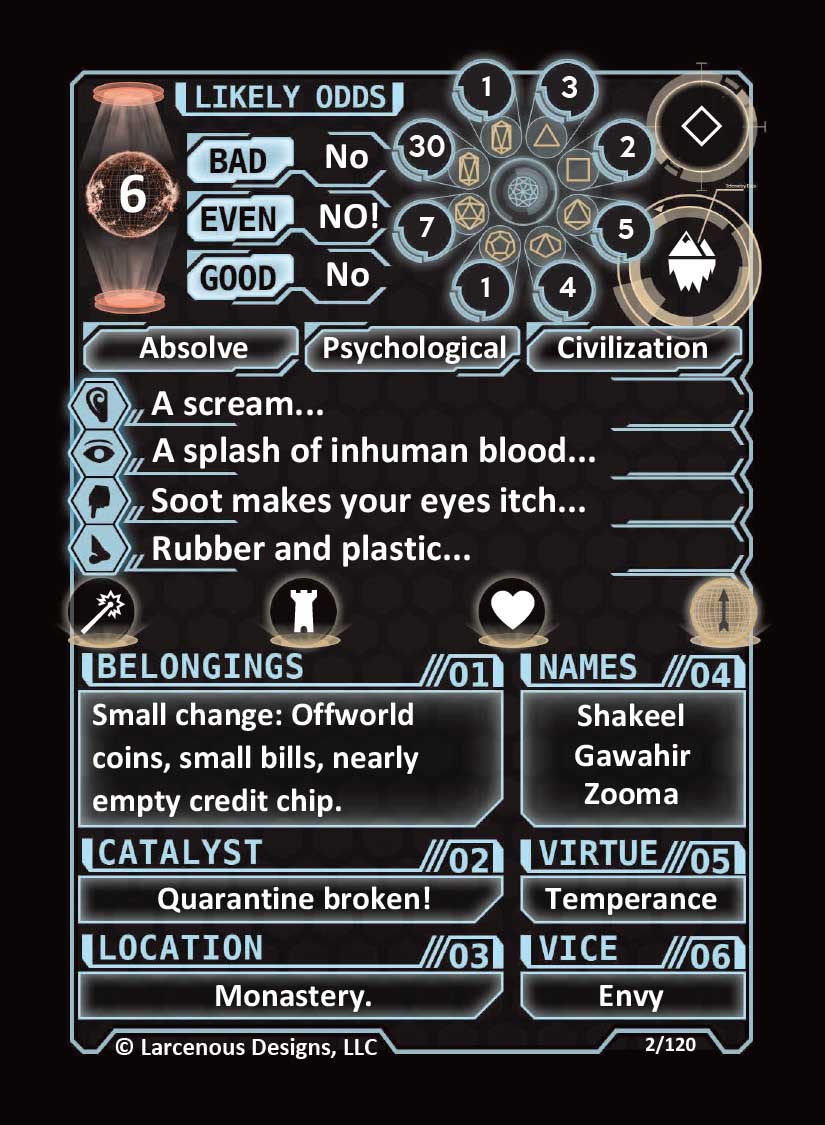 LIKELY ODDS
6
BAD No
EVEN NO!
GOOD No
1
3
30
2
7
5
1
4
Absolve Psychological Civilization
A scream...
A splash of inhuman blood...
Soot makes your eyes itch...
Rubber and plastic...
BELONGINGS ///01
Small change: Offworld
coins, small bills, nearly
empty credit chip.
NAMES ///04
Shakeel
Gawahir
Zooma
CATALYST ///02
Quarantine broken!
VIRTUE ///05
Temperance
LOCATION ///03
Monastery.
VICE ///06
Envy
© Larcenous Designs, LLC
2/120